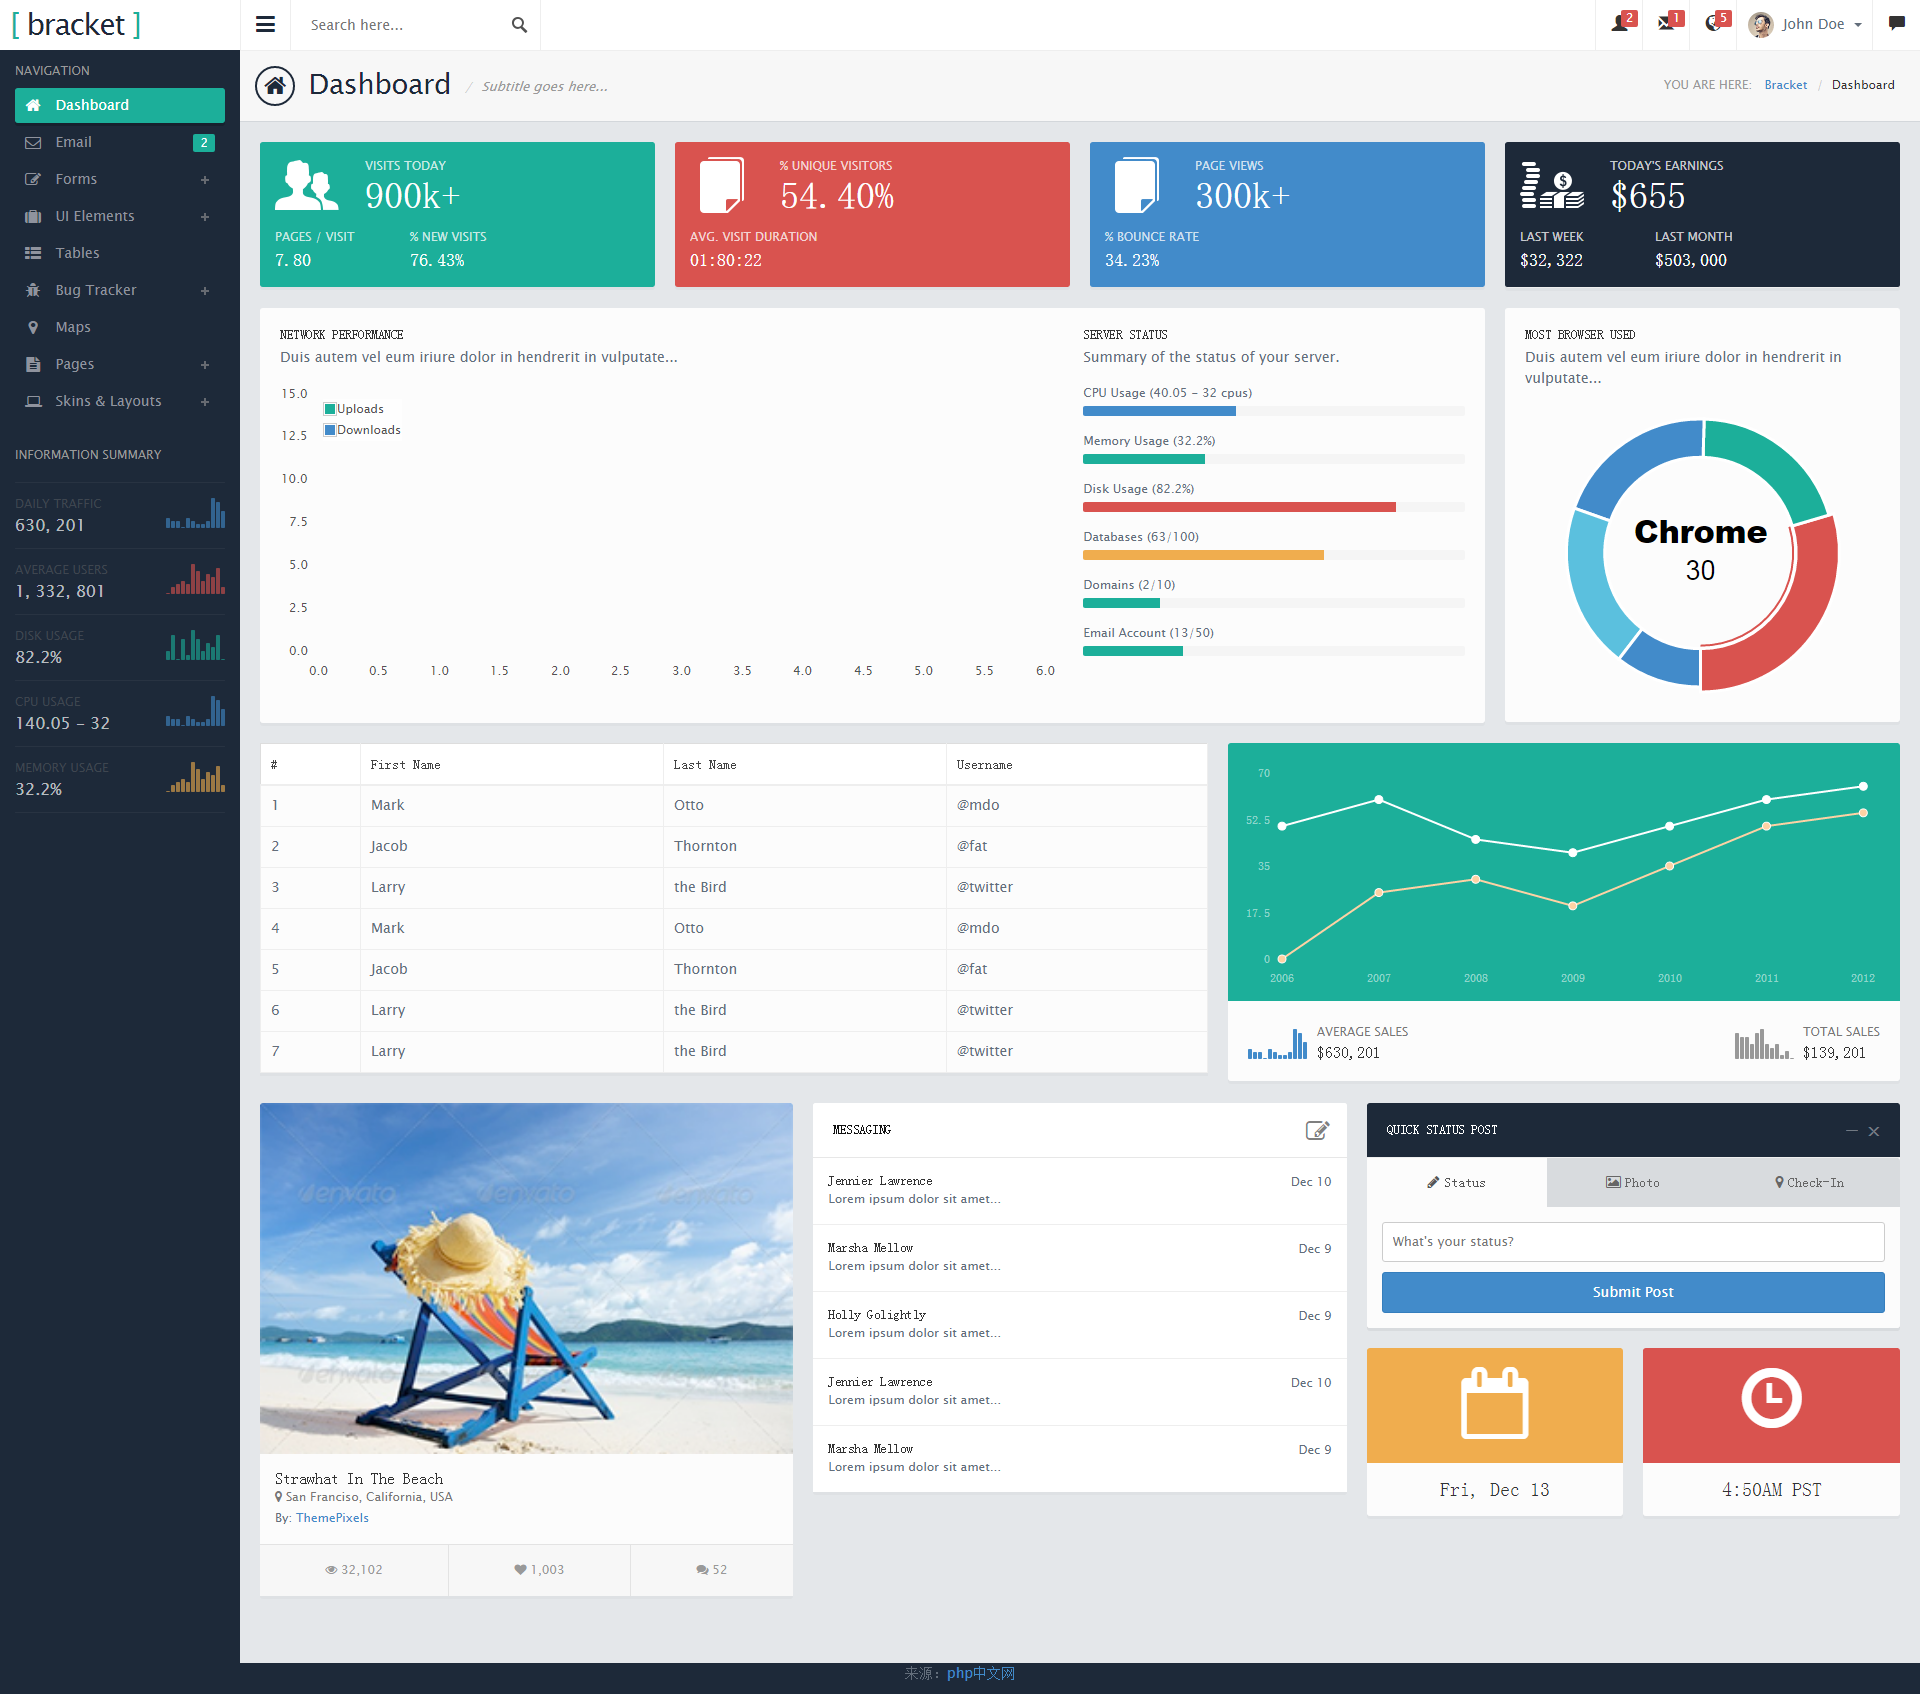 [ bracket ]
Search here...
2
1
5
John Doe
NAVIGATION
Dashboard
Email 2
Forms +
UI Elements +
Tables
Bug Tracker +
Maps
Pages +
Skins & Layouts +
INFORMATION SUMMARY
DAILY TRAFFIC
630, 201
AVERAGE USERS
1, 332, 801
DISK USAGE
82.2%
CPU USAGE
140.05 - 32
MEMORY USAGE
32.2%
Dashboard / Subtitle goes here...
YOU ARE HERE: Bracket / Dashboard
VISITS TODAY
900k+
PAGES / VISIT
7.80
% NEW VISITS
76.43%
% UNIQUE VISITORS
54.40%
AVG. VISIT DURATION
01:80:22
PAGE VIEWS
300k+
% BOUNCE RATE
34.23%
TODAY'S EARNINGS
$655
LAST WEEK
$32,322
LAST MONTH
$503,000
NETWORK PERFORMANCE
Duis autem vel eum iriure dolor in hendrerit in vulputate...
15.0
12.5
10.0
7.5
5.0
2.5
0.0
Uploads
Downloads
0.0 0.5 1.0 1.5 2.0 2.5 3.0 3.5 4.0 4.5 5.0 5.5 6.0
SERVER STATUS
Summary of the status of your server.
CPU Usage (40.05 - 32 cpus)
Memory Usage (32.2%)
Disk Usage (82.2%)
Databases (63/100)
Domains (2/10)
Email Account (13/50)
MOST BROWSER USED
Duis autem vel eum iriure dolor in hendrerit in
vulputate...
Chrome
30
# First Name Last Name Username
1 Mark Otto @mdo
2 Jacob Thornton @fat
3 Larry the Bird @twitter
4 Mark Otto @mdo
5 Jacob Thornton @fat
6 Larry the Bird @twitter
7 Larry the Bird @twitter
70
52.5
35
17.5
0
2006 2007 2008 2009 2010 2011 2012
AVERAGE SALES
$630,201
TOTAL SALES
$139,201
envato envato
Strawhat In The Beach
San Franciso, California, USA
By: ThemePixels
32,102 1,003 52
MESSAGING
Jennier Lawrence Dec 10
Lorem ipsum dolor sit amet...
Marsha Mellow Dec 9
Lorem ipsum dolor sit amet...
Holly Golightly Dec 9
Lorem ipsum dolor sit amet...
Jennier Lawrence Dec 10
Lorem ipsum dolor sit amet...
Marsha Mellow Dec 9
Lorem ipsum dolor sit amet...
QUICK STATUS POST
Status Photo Check-In
What's your status?
Submit Post
Fri, Dec 13
4:50AM PST
来源：php中文网